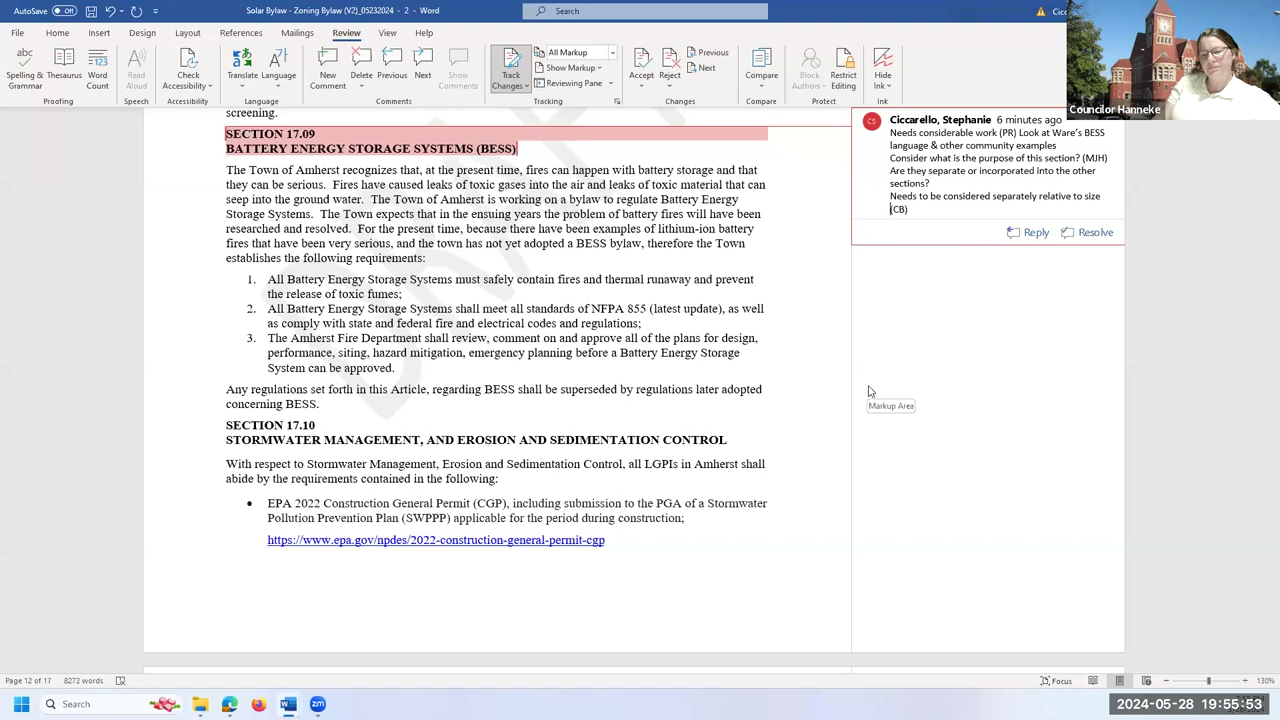 AutoSave Off
Solar Bylaw - Zoning Bylaw (V2)_05232024 - 2 - Word
Search
File Home Insert Design Layout References Mailings Review View Help
Councilor Hanneke
abc
Spelling & Grammar
Thesaurus
Word Count
Proofing
Read Aloud
Speech
Check Accessibility
Accessibility
Translate
Language
Language
New Comment
Delete
Previous
Next
Show Comments
Comments
Track Changes
All Markup
Show Markup
Reviewing Pane
Tracking
Accept
Reject
Previous
Next
Changes
Compare
Compare
Block Authors
Restrict Editing
Protect
Hide Ink
Ink
screening.
SECTION 17.09
BATTERY ENERGY STORAGE SYSTEMS (BESS)
The Town of Amherst recognizes that, at the present time, fires can happen with battery storage and that
they can be serious. Fires have caused leaks of toxic gases into the air and leaks of toxic material that can
seep into the ground water. The Town of Amherst is working on a bylaw to regulate Battery Energy
Storage Systems. The Town expects that in the ensuing years the problem of battery fires will have been
researched and resolved. For the present time, because there have been examples of lithium-ion battery
fires that have been very serious, and the town has not yet adopted a BESS bylaw, therefore the Town
establishes the following requirements:
1. All Battery Energy Storage Systems must safely contain fires and thermal runaway and prevent
the release of toxic fumes;
2. All Battery Energy Storage Systems shall meet all standards of NFPA 855 (latest update), as well
as comply with state and federal fire and electrical codes and regulations;
3. The Amherst Fire Department shall review, comment on and approve all of the plans for design,
performance, siting, hazard mitigation, emergency planning before a Battery Energy Storage
System can be approved.
Any regulations set forth in this Article, regarding BESS shall be superseded by regulations later adopted
concerning BESS.
SECTION 17.10
STORMWATER MANAGEMENT, AND EROSION AND SEDIMENTATION CONTROL
With respect to Stormwater Management, Erosion and Sedimentation Control, all LGPIs in Amherst shall
abide by the requirements contained in the following:
• EPA 2022 Construction General Permit (CGP), including submission to the PGA of a Stormwater
Pollution Prevention Plan (SWPPP) applicable for the period during construction;
https://www.epa.gov/npdes/2022-construction-general-permit-cgp
CS
Ciccarello, Stephanie 6 minutes ago
Needs considerable work (PR) Look at Ware's BESS
language & other community examples
Consider what is the purpose of this section? (MJH)
Are they separate or incorporated into the other
sections?
Needs to be considered separately relative to size
(CB)
Reply
Resolve
Markup Area
Page 12 of 17
8272 words
Focus
130%
Search
2024-05-28 19:55:53